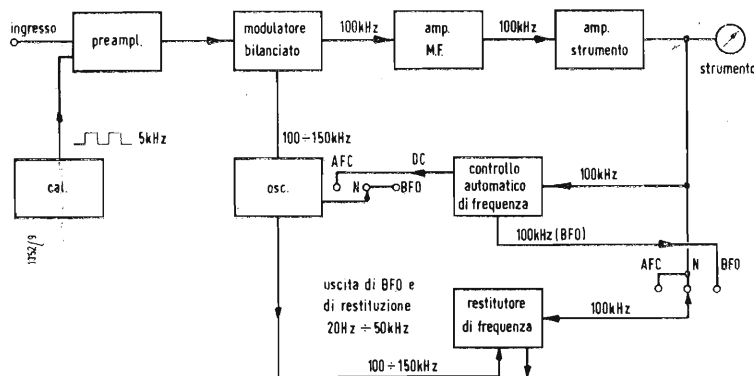 ingresso
preampl.
modulatore
bilanciato
100kHz
amp.
M.F.
100kHz
amp.
strumento
strumento
5kHz
100÷150kHz
cal.
osc.
AFC
N
BFO
DC
controllo
automatico
di frequenza
100kHz
1752/9
100kHz (BFO)
AFC
N
BFO
uscita di BFO e
di restituzione
20Hz ÷ 50kHz
restitutore
di frequenza
100kHz
100÷150kHz